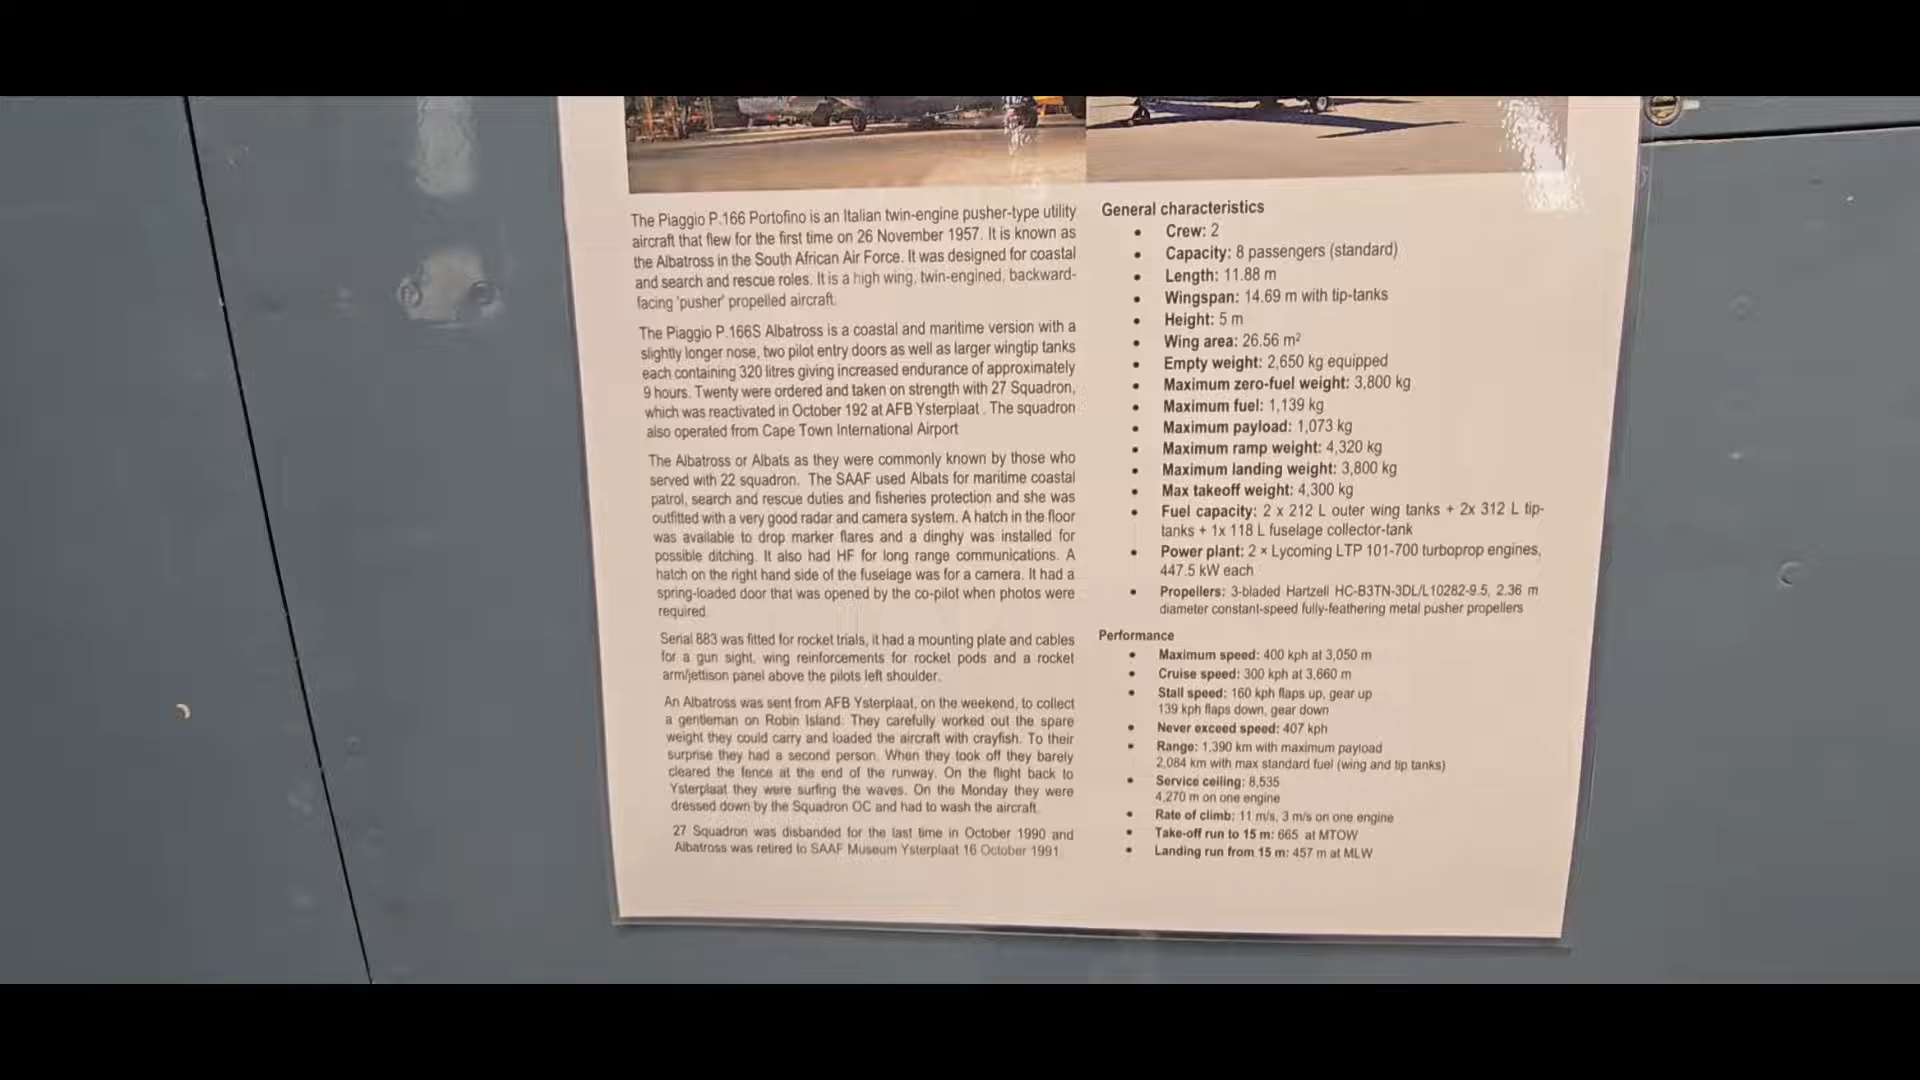 The Piaggio P.166 Portofino is an Italian twin-engine pusher-type utility
aircraft that flew for the first time on 26 November 1957. It is known as
the Albatross in the South African Air Force. It was designed for coastal
and search and rescue roles. It is a high wing, twin-engined, backward-
facing 'pusher' propelled aircraft.
The Piaggio P.166S Albatross is a coastal and maritime version with a
slightly longer nose, two pilot entry doors as well as larger wingtip tanks
each containing 320 litres giving increased endurance of approximately
9 hours. Twenty were ordered and taken on strength with 27 Squadron,
which was reactivated in October 192 at AFB Ysterplaat . The squadron
also operated from Cape Town International Airport
The Albatross or Albats as they were commonly known by those who
served with 22 squadron. The SAAF used Albats for maritime coastal
patrol, search and rescue duties and fisheries protection and she was
outfitted with a very good radar and camera system. A hatch in the floor
was available to drop marker flares and a dinghy was installed for
possible ditching. It also had HF for long range communications. A
hatch on the right hand side of the fuselage was for a camera. It had a
spring-loaded door that was opened by the co-pilot when photos were
required.
Serial 883 was fitted for rocket trials, it had a mounting plate and cables
for a gun sight, wing reinforcements for rocket pods and a rocket
arm/jettison panel above the pilots left shoulder.
An Albatross was sent from AFB Ysterplaat, on the weekend, to collect
a gentleman on Robin Island. They carefully worked out the spare
weight they could carry and loaded the aircraft with crayfish. To their
surprise they had a second person. When they took off they barely
cleared the fence at the end of the runway. On the flight back to
Ysterplaat they were surfing the waves. On the Monday they were
dressed down by the Squadron OC and had to wash the aircraft.
27 Squadron was disbanded for the last time in October 1990 and
Albatross was retired to SAAF Museum Ysterplaat 16 October 1991
General characteristics
• Crew: 2
• Capacity: 8 passengers (standard)
• Length: 11.88 m
• Wingspan: 14.69 m with tip-tanks
• Height: 5 m
• Wing area: 26.56 m²
• Empty weight: 2,650 kg equipped
• Maximum zero-fuel weight: 3,800 kg
• Maximum fuel: 1,139 kg
• Maximum payload: 1,073 kg
• Maximum ramp weight: 4,320 kg
• Maximum landing weight: 3,800 kg
• Max takeoff weight: 4,300 kg
• Fuel capacity: 2 x 212 L outer wing tanks + 2x 312 L tip-
tanks + 1x 118 L fuselage collector-tank
• Power plant: 2 × Lycoming LTP 101-700 turboprop engines,
447.5 kW each
• Propellers: 3-bladed Hartzell HC-B3TN-3DL/L10282-9.5, 2.36 m
diameter constant-speed fully-feathering metal pusher propellers
Performance
• Maximum speed: 400 kph at 3,050 m
• Cruise speed: 300 kph at 3,660 m
• Stall speed: 160 kph flaps up, gear up
139 kph flaps down, gear down
• Never exceed speed: 407 kph
• Range: 1,390 km with maximum payload
2,084 km with max standard fuel (wing and tip tanks)
• Service ceiling: 8,535
4,270 m on one engine
• Rate of climb: 11 m/s, 3 m/s on one engine
• Take-off run to 15 m: 665 at MTOW
• Landing run from 15 m: 457 m at MLW